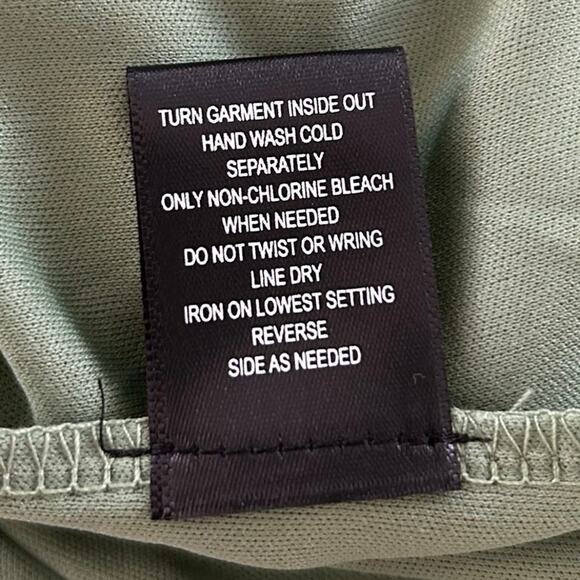 TURN GARMENT INSIDE OUT
HAND WASH COLD
SEPARATELY
ONLY NON-CHLORINE BLEACH
WHEN NEEDED
DO NOT TWIST OR WRING
LINE DRY
IRON ON LOWEST SETTING
REVERSE
SIDE AS NEEDED